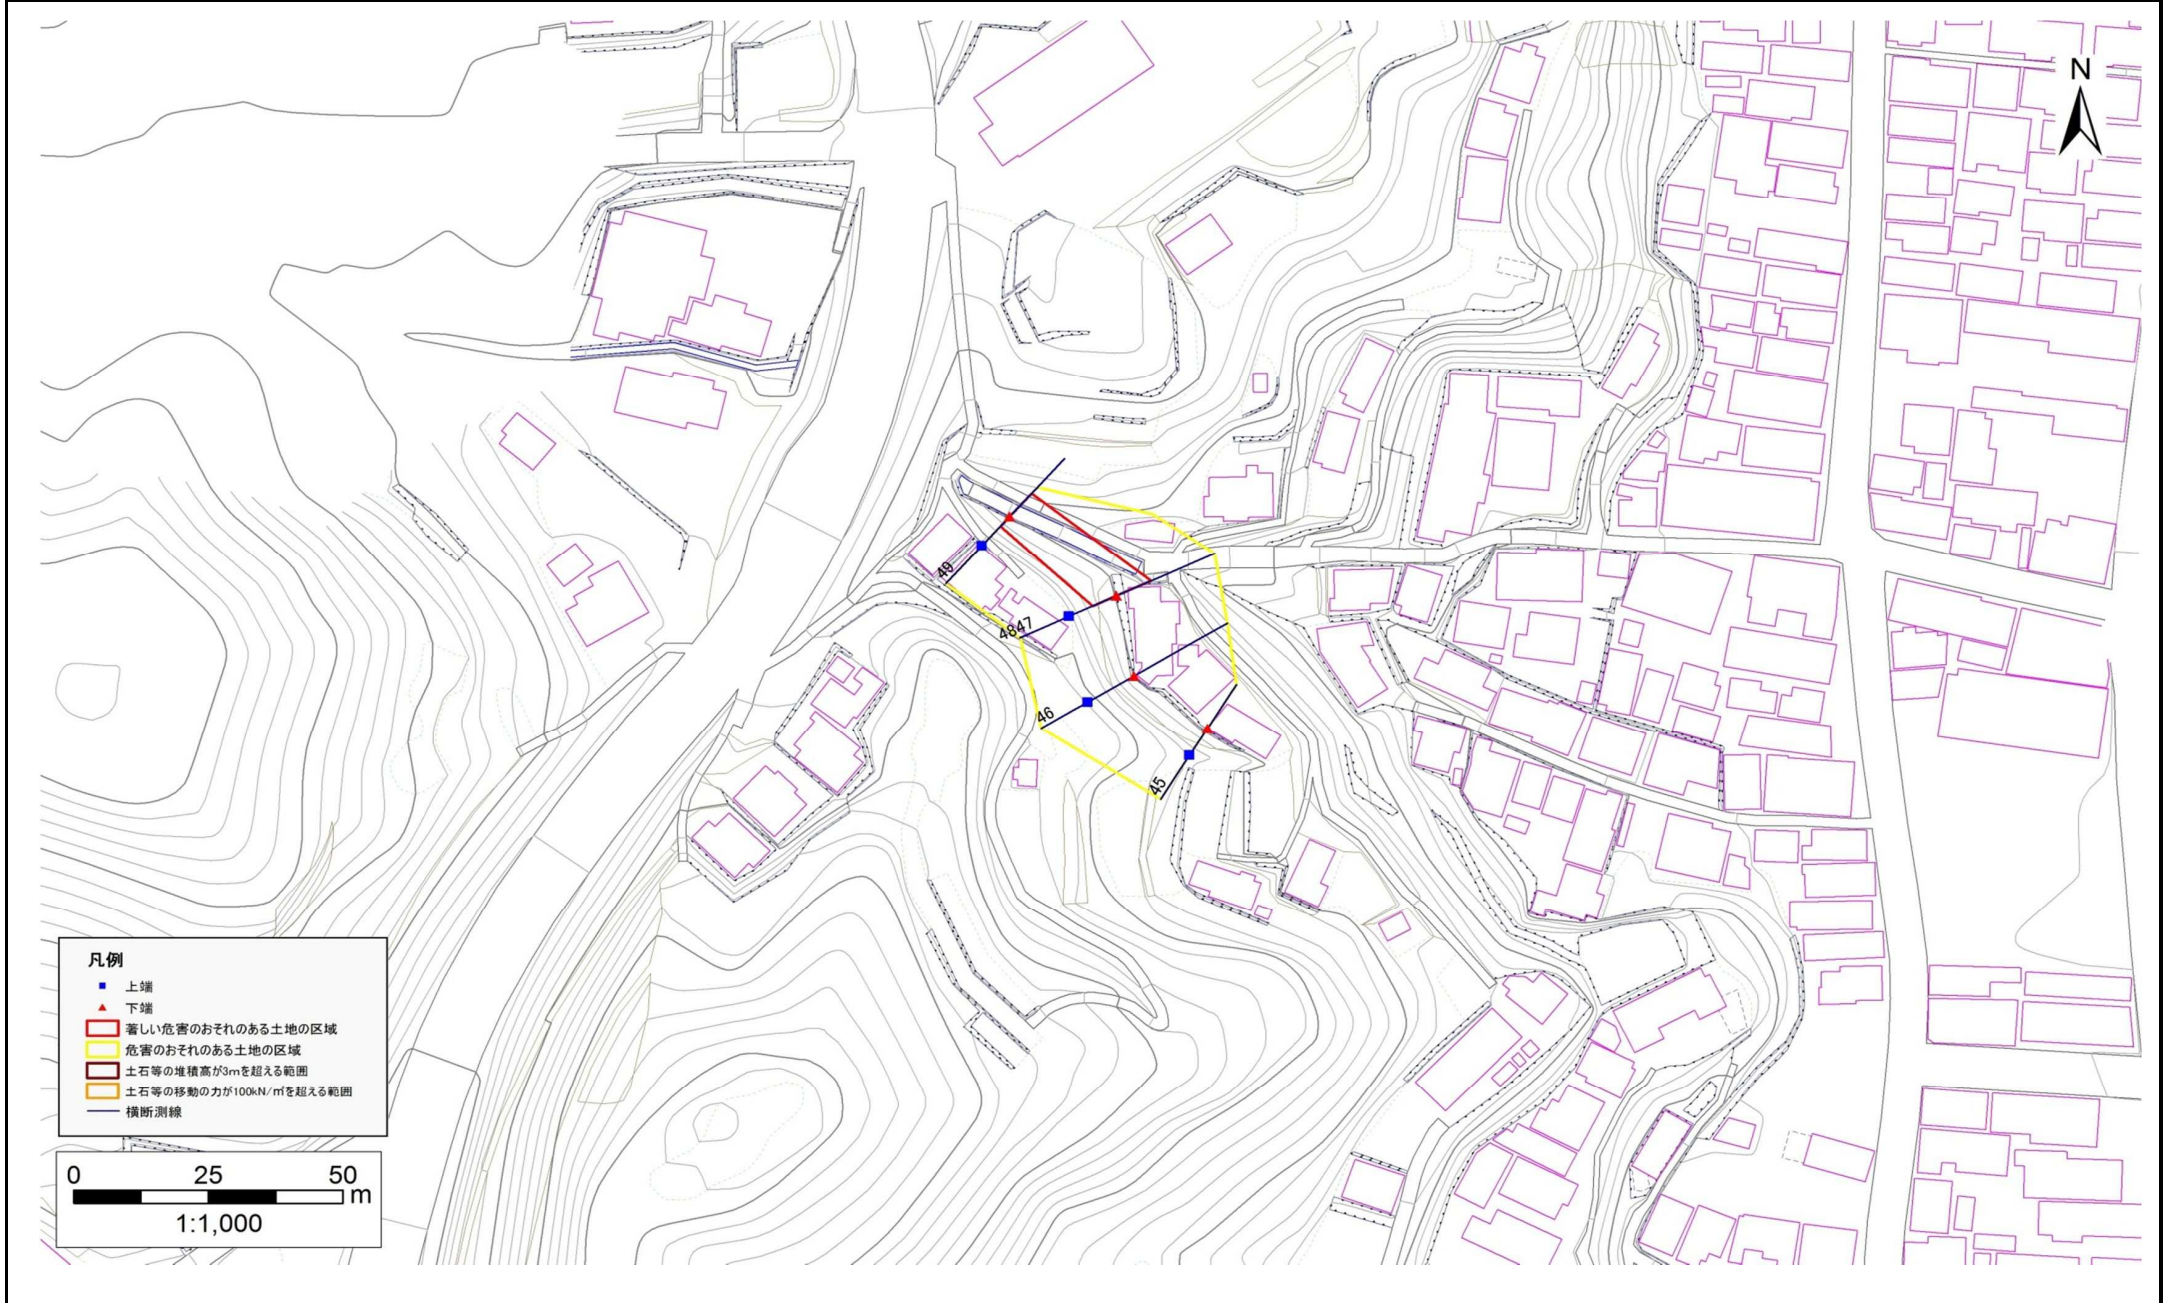 N
49
4847
46
45
凡例
上端
下端
著しい危害のおそれのある土地の区域
危害のおそれのある土地の区域
土石等の堆積高が3mを超える範囲
土石等の移動の力が100kN/㎡を超える範囲
横断測線
0 25 50
m
1:1,000